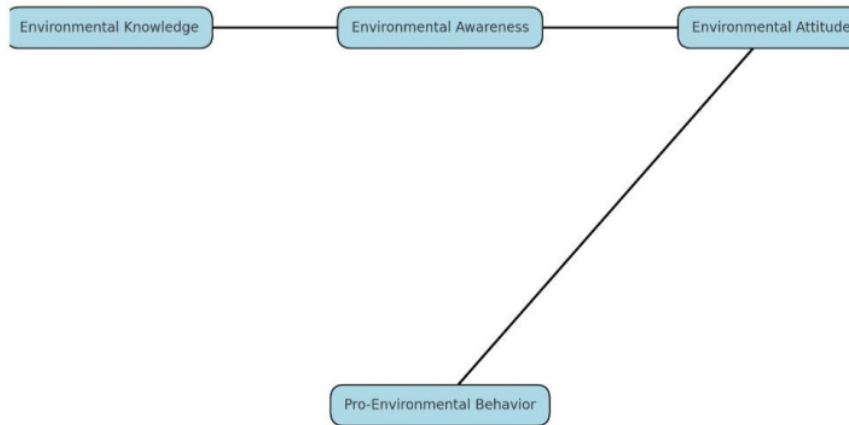 Environmental Knowledge
Environmental Awareness
Environmental Attitude
Pro-Environmental Behavior